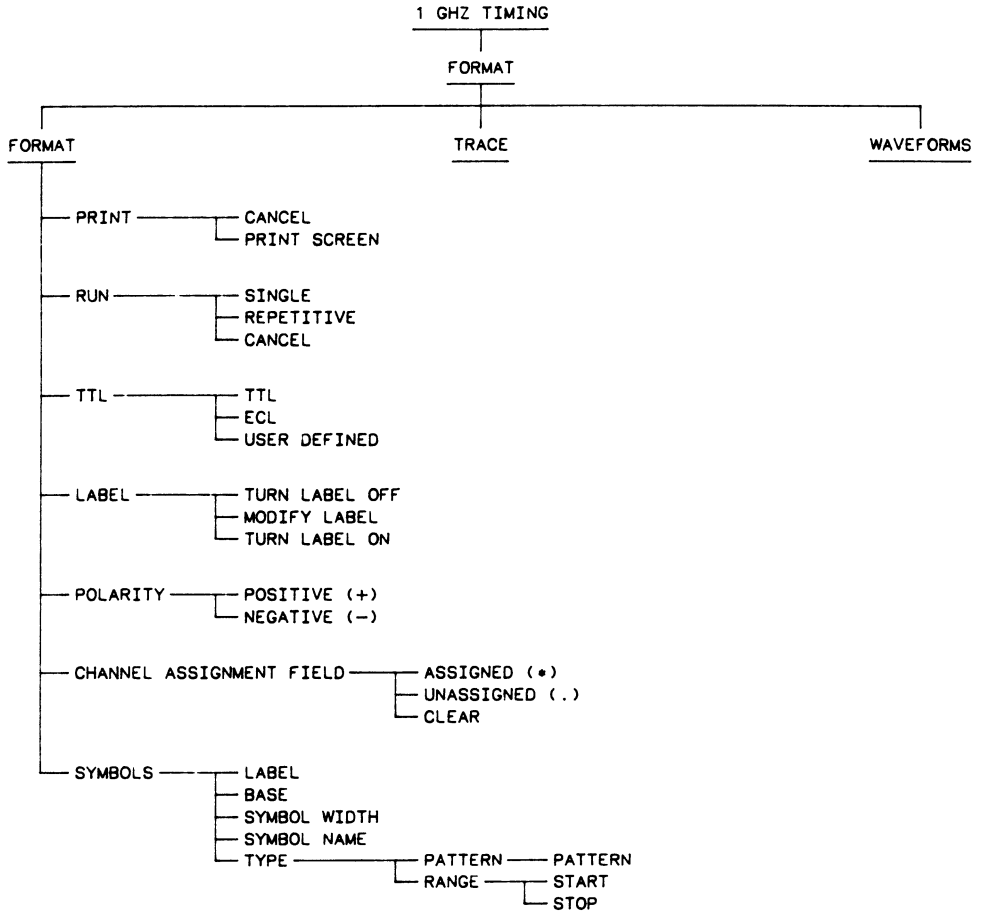 1 GHZ TIMING
FORMAT
FORMAT TRACE WAVEFORMS
PRINT CANCEL
PRINT SCREEN
RUN SINGLE
REPETITIVE
CANCEL
TTL TTL
ECL
USER DEFINED
LABEL TURN LABEL OFF
MODIFY LABEL
TURN LABEL ON
POLARITY POSITIVE (+)
NEGATIVE (-)
CHANNEL ASSIGNMENT FIELD ASSIGNED (*)
UNASSIGNED (.)
CLEAR
SYMBOLS LABEL
BASE
SYMBOL WIDTH
SYMBOL NAME
TYPE PATTERN PATTERN
RANGE START
STOP